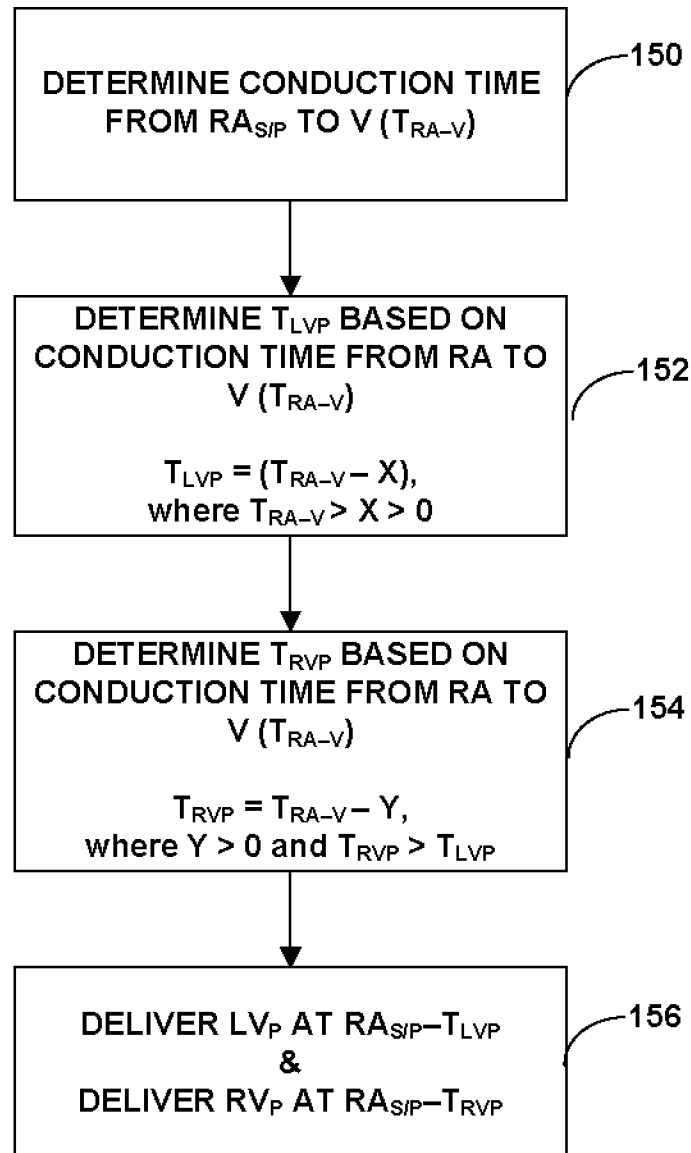 DETERMINE CONDUCTION TIME
FROM RAS/P TO V (TRA–V)
150
DETERMINE TLVP BASED ON
CONDUCTION TIME FROM RA TO
V (TRA–V)
TLVP = (TRA–V – X),
where TRA–V > X > 0
152
DETERMINE TRVP BASED ON
CONDUCTION TIME FROM RA TO
V (TRA–V)
TRVP = TRA–V – Y,
where Y > 0 and TRVP > TLVP
154
DELIVER LVP AT RAS/P–TLVP
&
DELIVER RVP AT RAS/P–TRVP
156